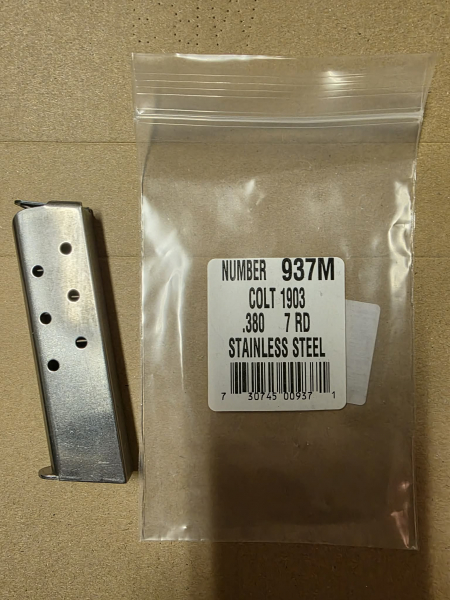 NUMBER 937M
COLT 1903
.380 7 RD
STAINLESS STEEL
7 30745 00937 1